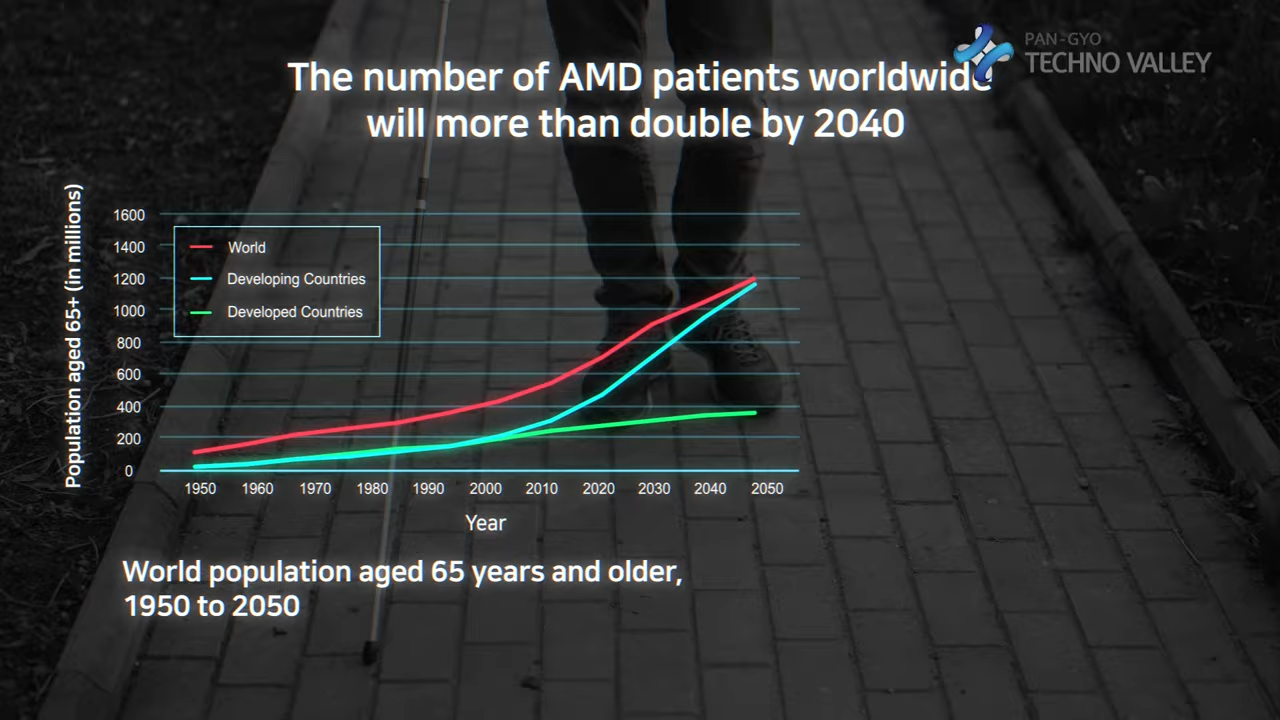 PAN-GYO
TECHNO VALLEY
The number of AMD patients worldwide
will more than double by 2040
Population aged 65+ (in millions)
1600
1400
1200
1000
800
600
400
200
0
World
Developing Countries
Developed Countries
1950 1960 1970 1980 1990 2000 2010 2020 2030 2040 2050
Year
World population aged 65 years and older,
1950 to 2050